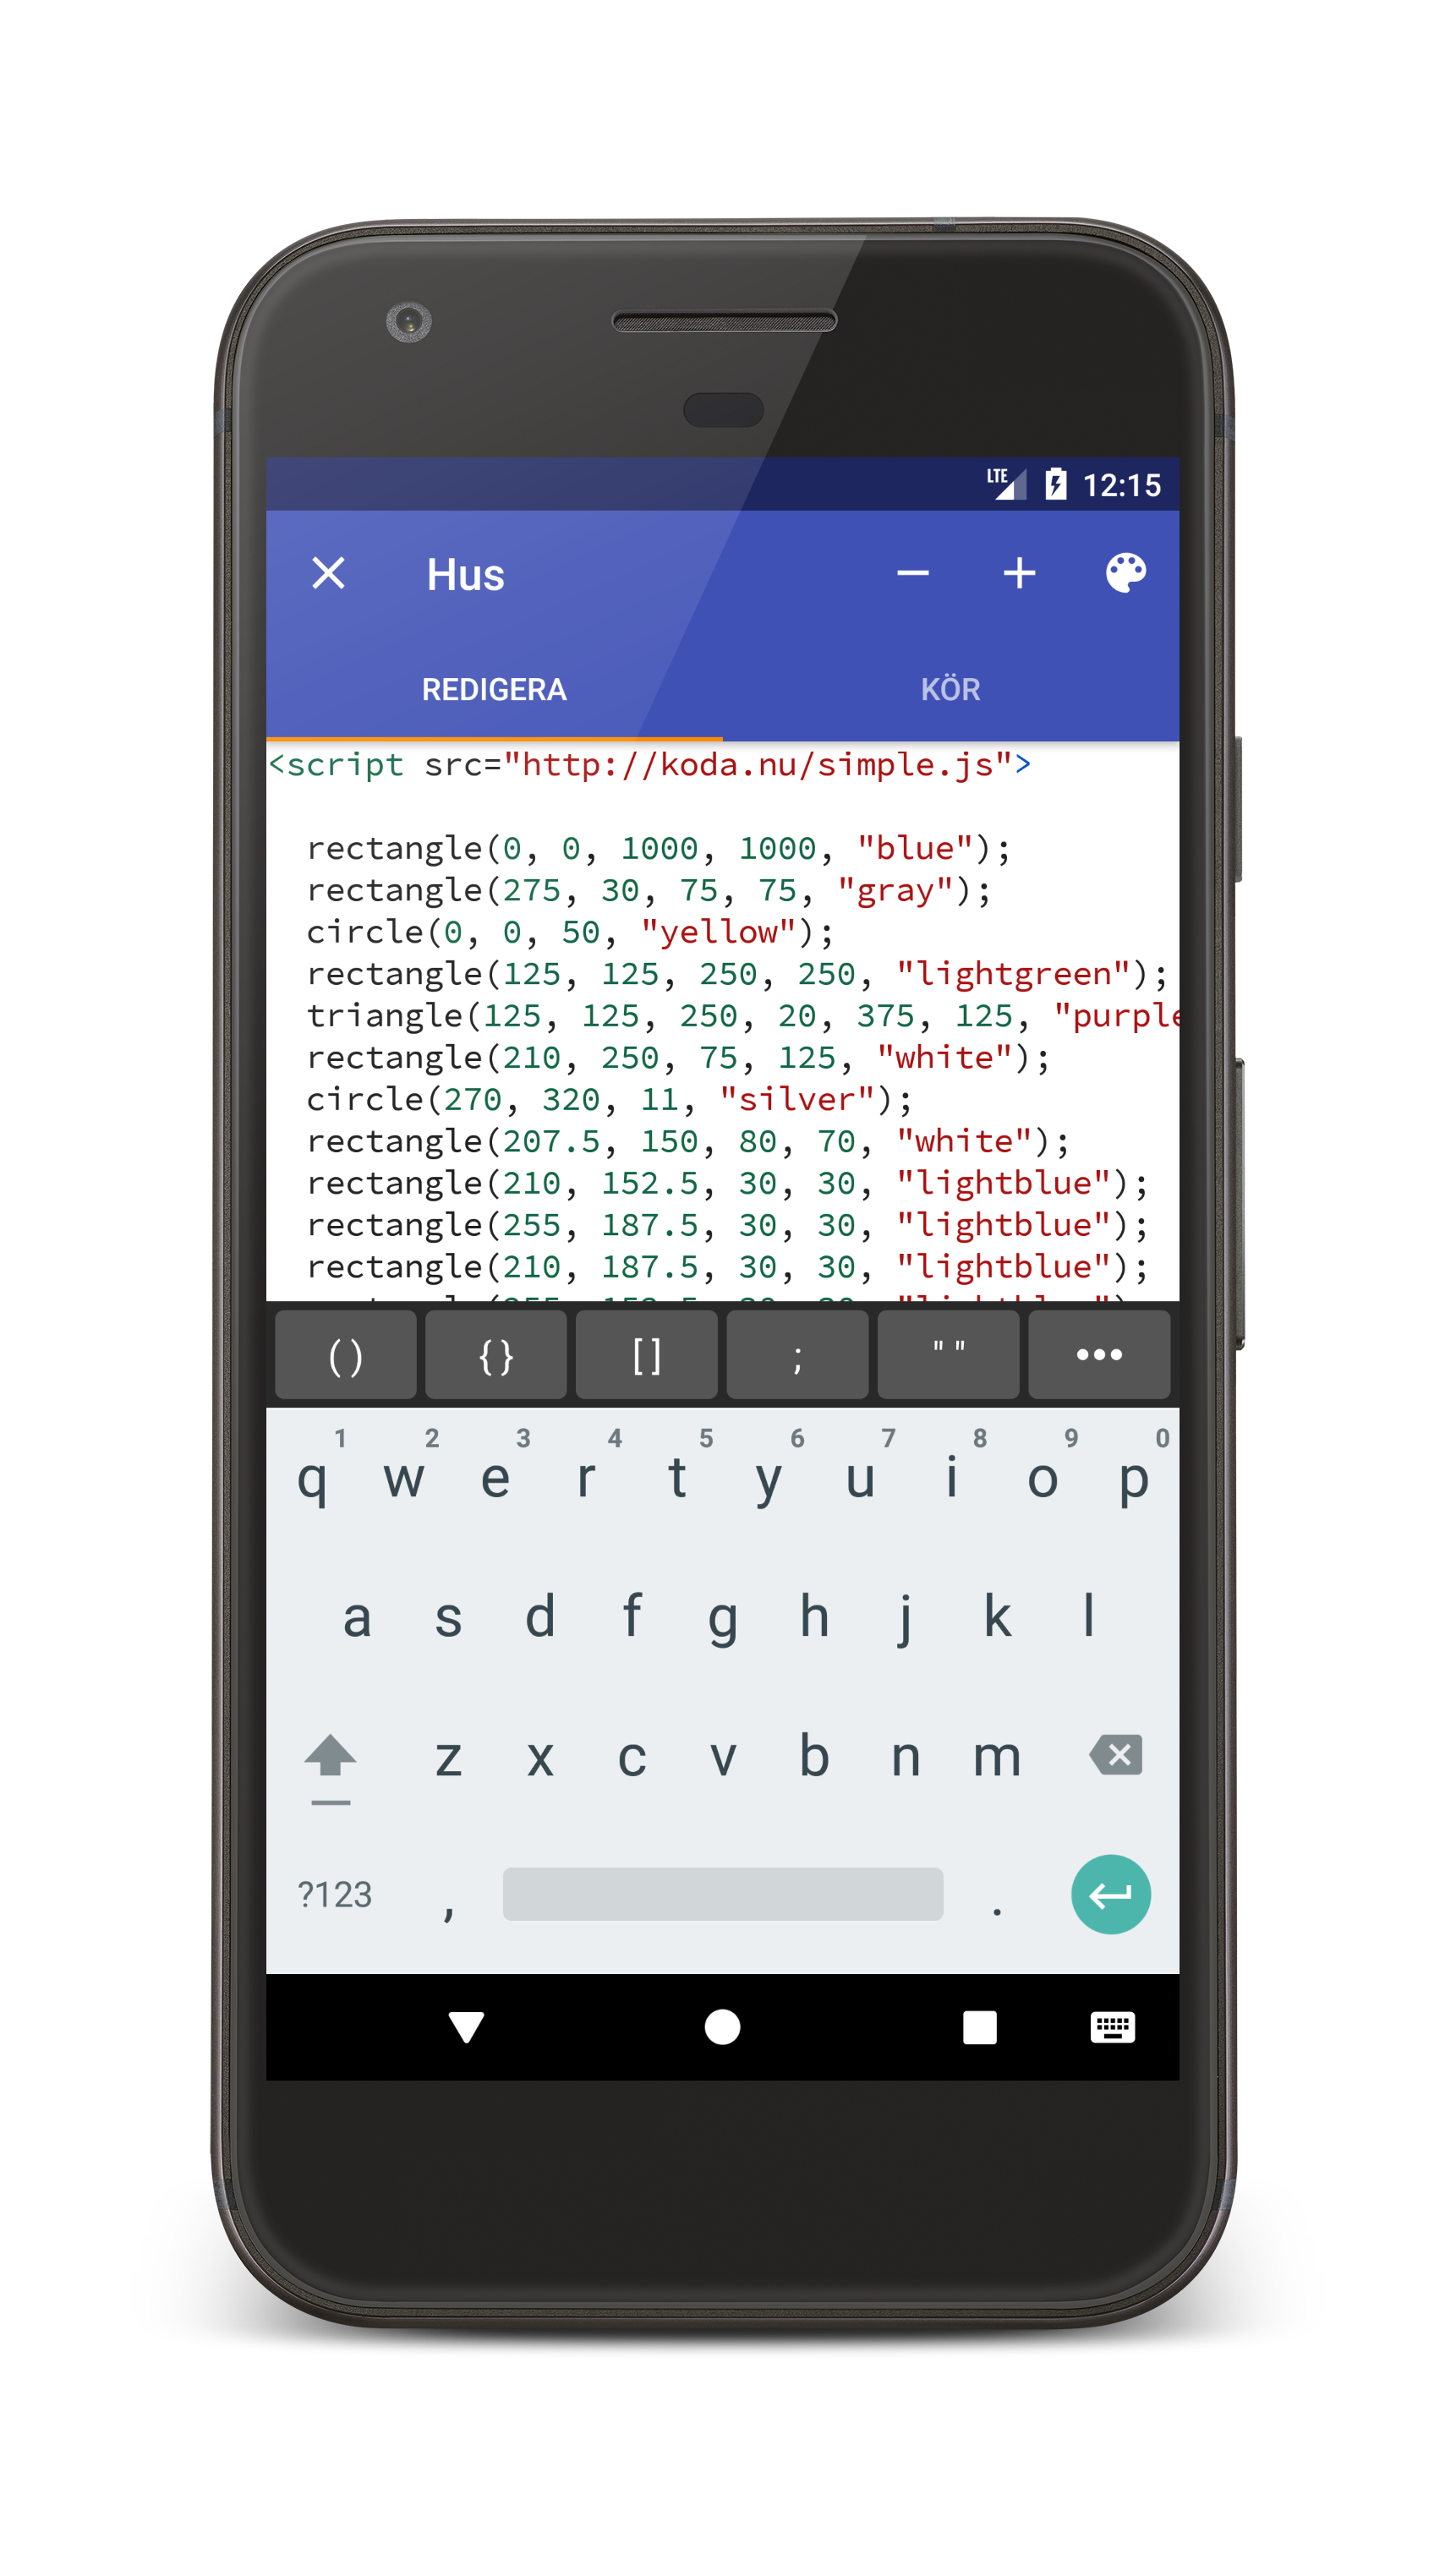 LTE 12:15
Hus
REDIGERA KÖR
<script src="http://koda.nu/simple.js">
rectangle(0, 0, 1000, 1000, "blue");
rectangle(275, 30, 75, 75, "gray");
circle(0, 0, 50, "yellow");
rectangle(125, 125, 250, 250, "lightgreen");
triangle(125, 125, 250, 20, 375, 125, "purple
rectangle(210, 250, 75, 125, "white");
circle(270, 320, 11, "silver");
rectangle(207.5, 150, 80, 70, "white");
rectangle(210, 152.5, 30, 30, "lightblue");
rectangle(255, 187.5, 30, 30, "lightblue");
rectangle(210, 187.5, 30, 30, "lightblue");
() {} [] ; " " •••
1 2 3 4 5 6 7 8 9 0
q w e r t y u i o p
a s d f g h j k l
z x c v b n m
?123 , .